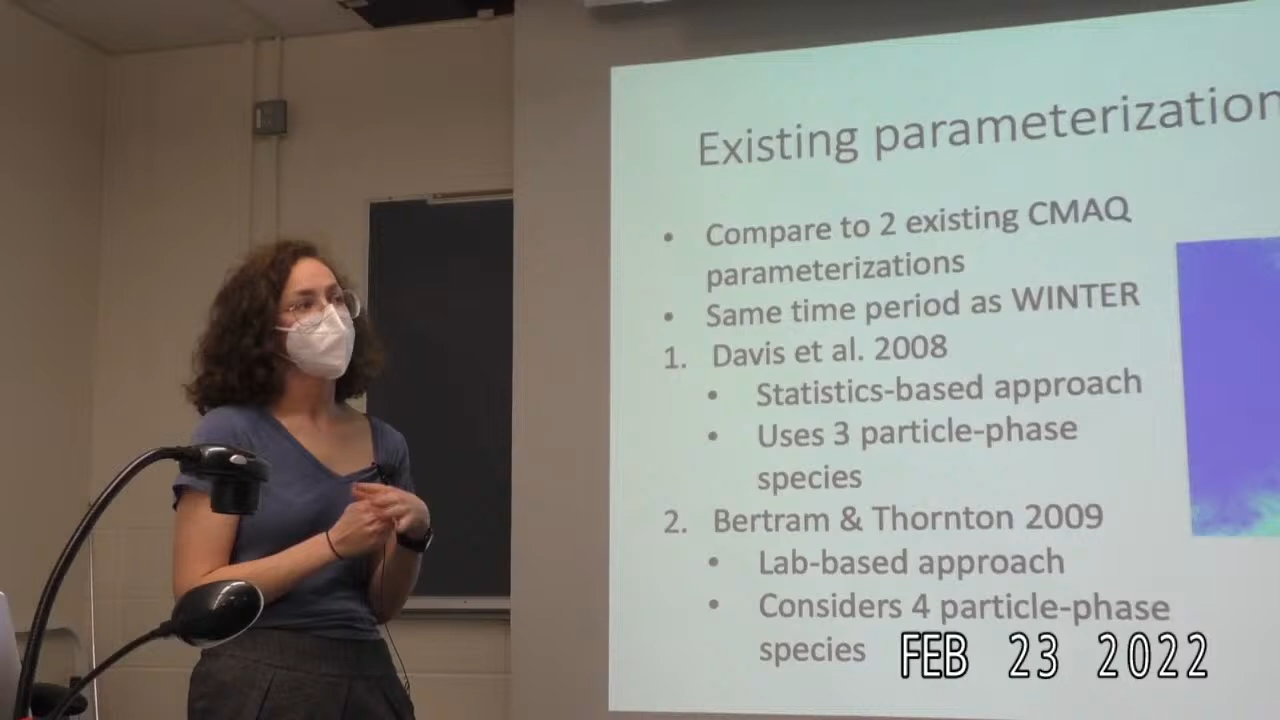 Existing parameterization
• Compare to 2 existing CMAQ
parameterizations
• Same time period as WINTER
1. Davis et al. 2008
• Statistics-based approach
• Uses 3 particle-phase
species
2. Bertram & Thornton 2009
• Lab-based approach
• Considers 4 particle-phase
species
FEB 23 2022